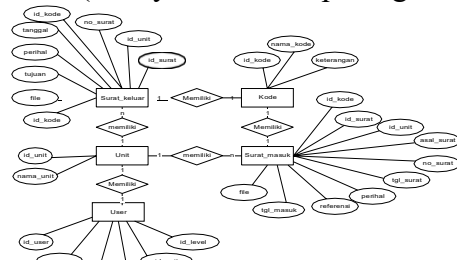 id_kode
no_surat
tanggal
id_unit
perihal
id_surat
nama_kode
tujuan
id_kode
keterangan
file
Surat_keluar
1
Memiliki
1
Kode
id_kode
id_kode
n
1
id_surat
memiliki
Memiliki
id_unit
1
1
asal_surat
id_unit
Unit
1
memiliki
n
Surat_masuk
no_surat
nama_unit
1
tgl_surat
Memiliki
file
perihal
1
tgl_masuk
referensi
User
id_user
id_level